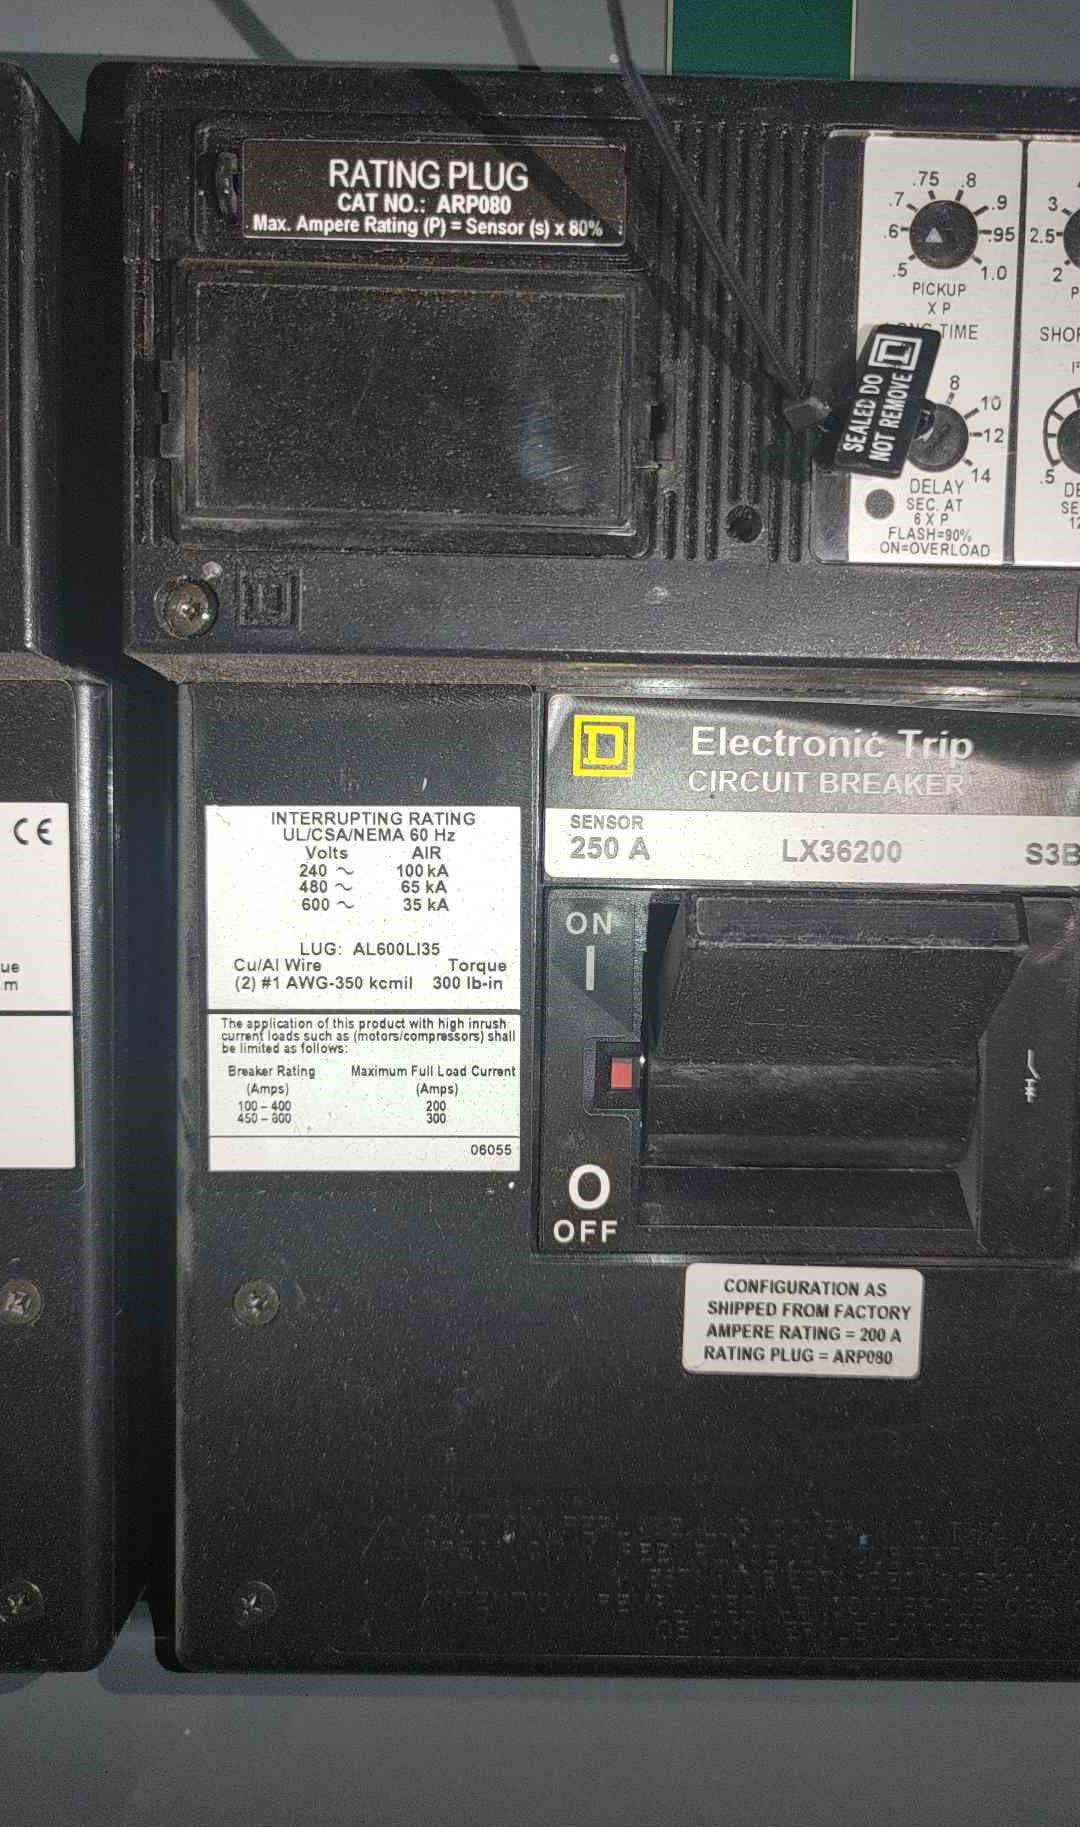 RATING PLUG
CAT NO.: ARP080
Max. Ampere Rating (P) = Sensor (s) x 80%
.75 .8
.7 .9
.6 .95
.5 1.0
PICKUP
X P
TIME
3
2.5
2
P
SHOR
SEALED DO
NOT REMOVE
8
10
12
14
DELAY
SEC. AT
6 X P
FLASH=90%
ON=OVERLOAD
.5
DE
SE
12
Electronic Trip
CIRCUIT BREAKER
SENSOR
250 A LX36200 S3B
CE
ue
m
INTERRUPTING RATING
UL/CSA/NEMA 60 Hz
Volts AIR
240 ~ 100 kA
480 ~ 65 kA
600 ~ 35 kA
LUG: AL600LI35
Cu/Al Wire Torque
(2) #1 AWG-350 kcmil 300 lb-in
The application of this product with high inrush
current loads such as (motors/compressors) shall
be limited as follows:
Breaker Rating Maximum Full Load Current
(Amps) (Amps)
100 – 400 200
450 – 800 300
06055
ON
I
O
OFF
CONFIGURATION AS
SHIPPED FROM FACTORY
AMPERE RATING = 200 A
RATING PLUG = ARP080